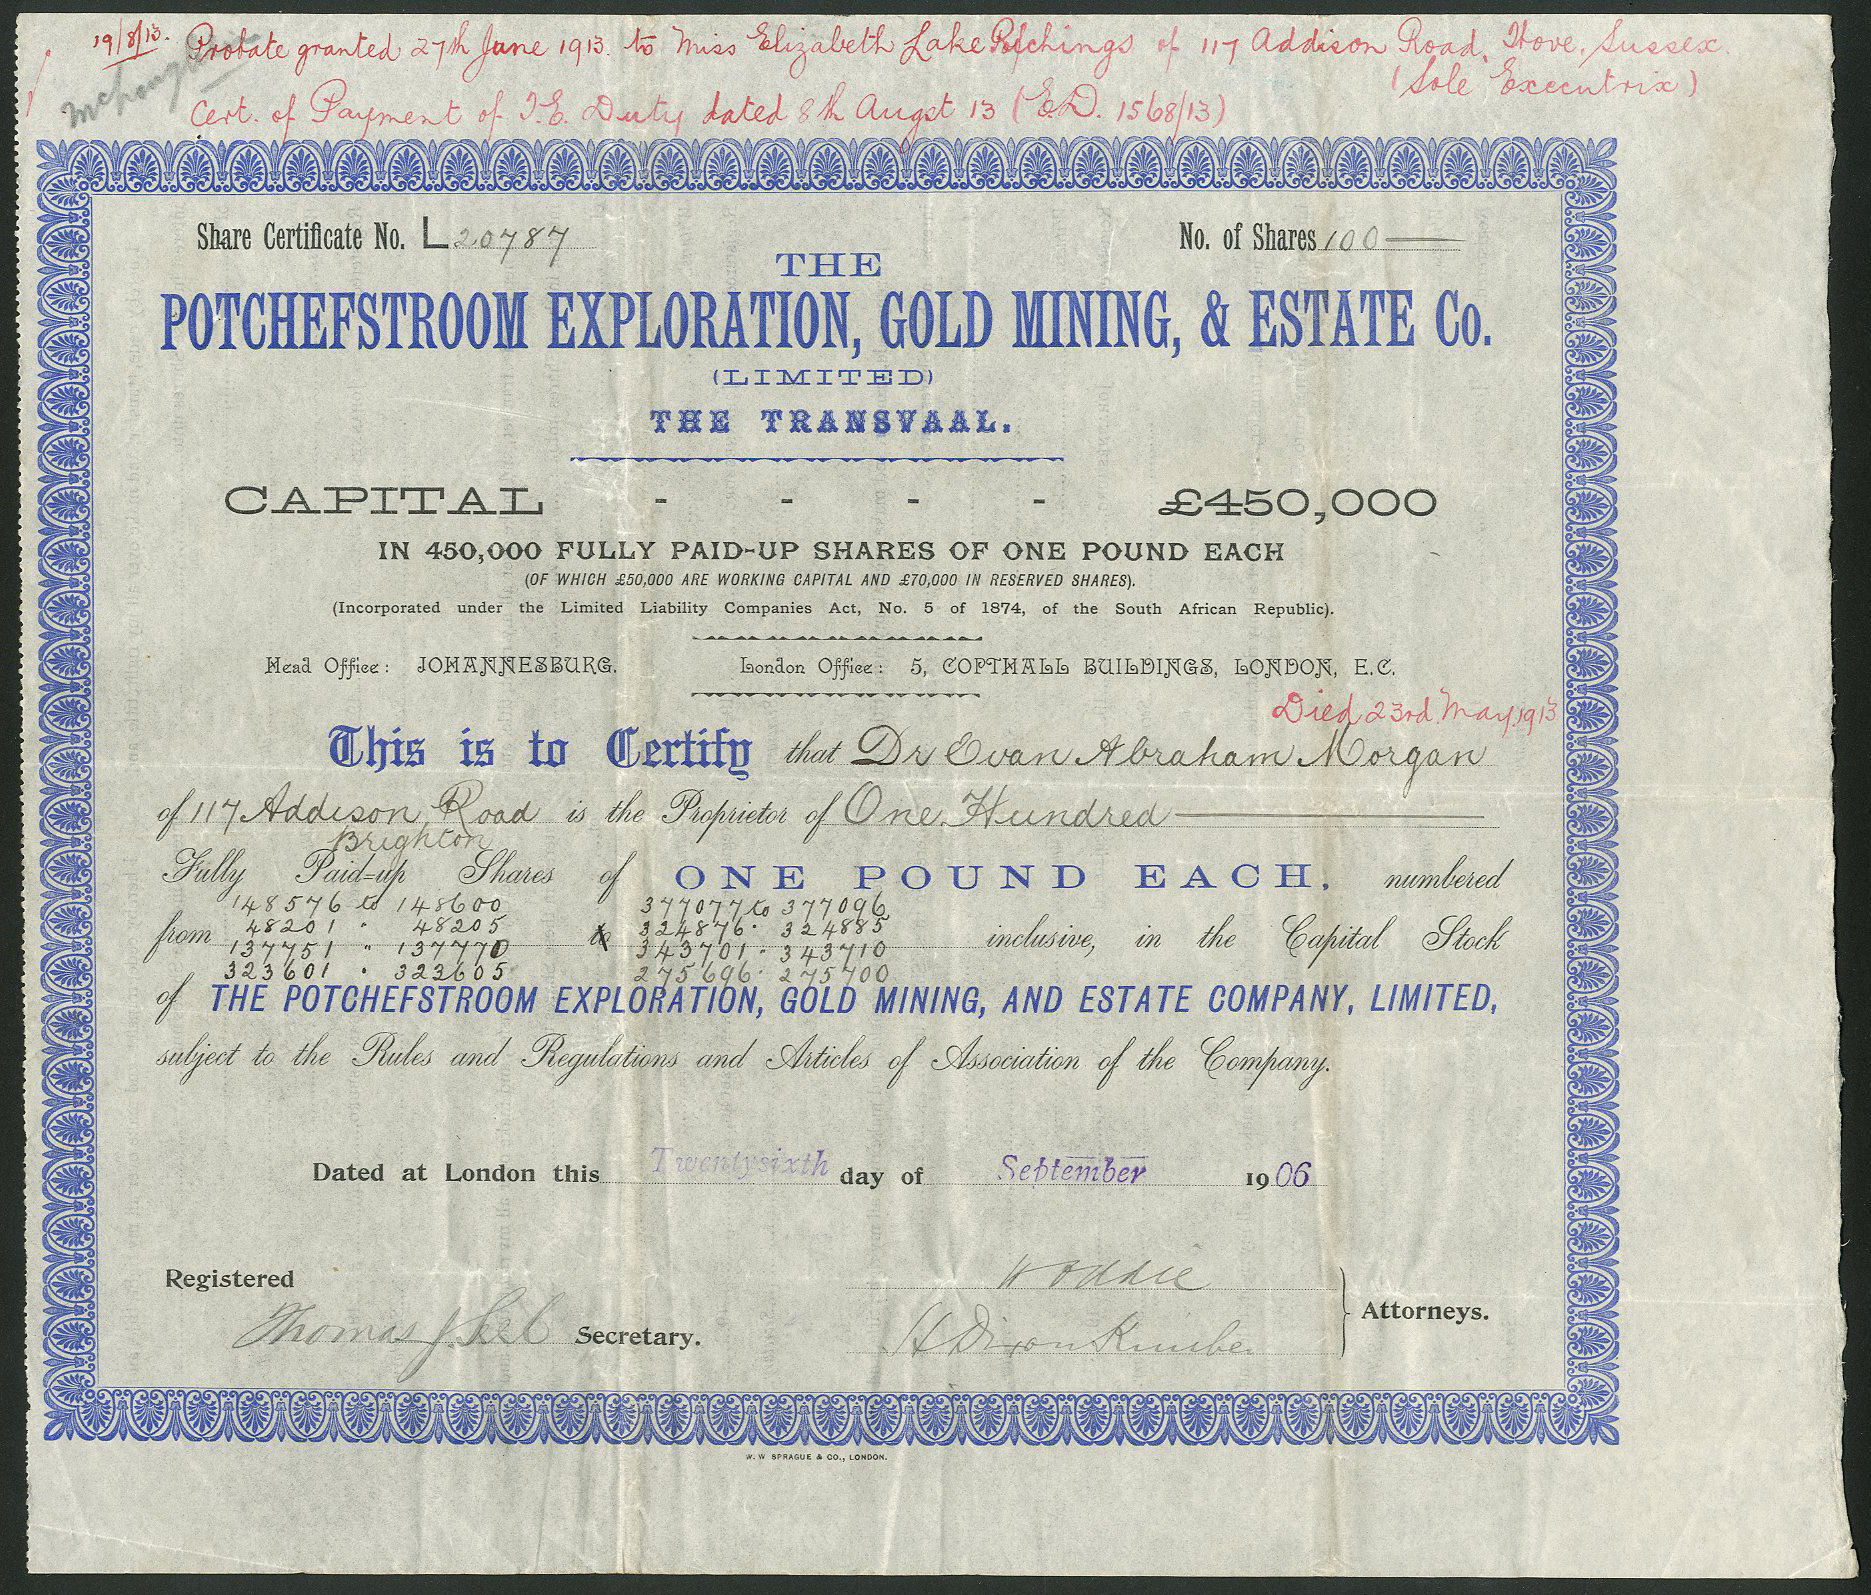 19/8/13. Probate granted 27th June 1913 to Miss Elizabeth Lake of 117 Addison Road, Hove, Sussex.
(Sole Executrix)
Cert. of Payment of T.E. Duty dated 8th Augst 13 (E.D. 1568/13)
Share Certificate No. L20787
No. of Shares 100
THE
POTCHEFSTROOM EXPLORATION, GOLD MINING, & ESTATE Co.
(LIMITED)
THE TRANSVAAL.
CAPITAL - - - - £450,000
IN 450,000 FULLY PAID-UP SHARES OF ONE POUND EACH
(OF WHICH £50,000 ARE WORKING CAPITAL AND £70,000 IN RESERVED SHARES).
(Incorporated under the Limited Liability Companies Act, No. 5 of 1874, of the South African Republic).
Head Office: JOHANNESBURG. London Office: 5, COPTHALL BUILDINGS, LONDON, E.C.
Died 23rd May 1913
This is to Certify that Dr Evan Abraham Morgan
of 117 Addison Road is the Proprietor of One Hundred
Brighton
Fully Paid-up Shares of ONE POUND EACH, numbered
148576 to 148600 377077 to 377096
48201 " 48205 324876 " 324885
from to inclusive, in the Capital Stock
137751 " 137770 343701 " 343710
323601 " 323605 275696 " 275700
of THE POTCHEFSTROOM EXPLORATION, GOLD MINING, AND ESTATE COMPANY, LIMITED,
subject to the Rules and Regulations and Articles of Association of the Company.
Dated at London this Twentysixth day of September 1906
Registered
Thomas J. Secretary.
H Dixon Kimber
Attorneys.
W. W SPRAGUE & CO., LONDON.